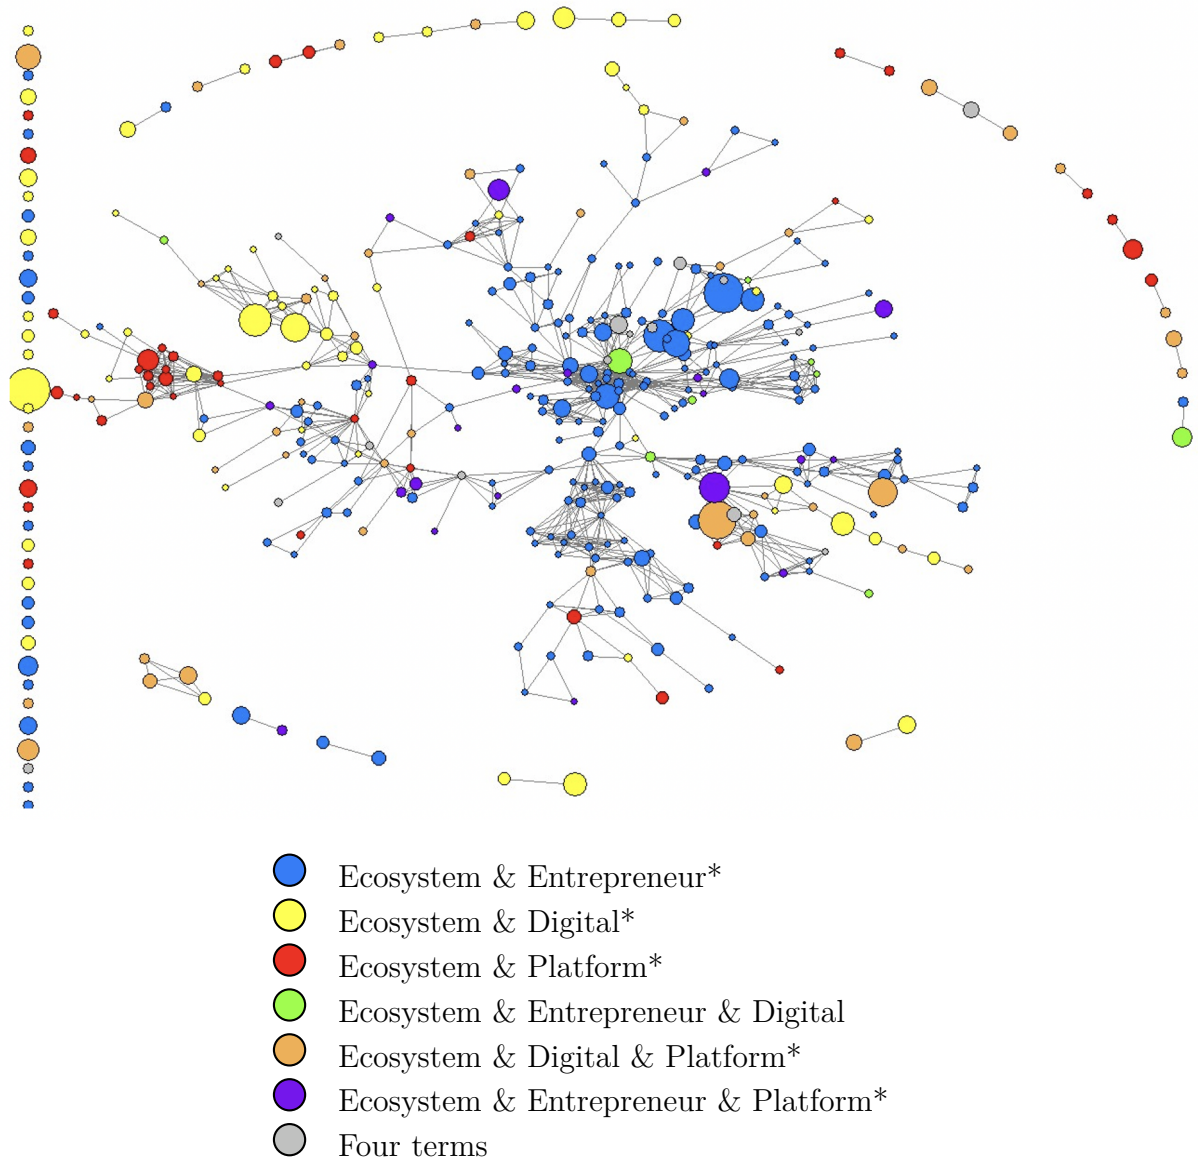 Ecosystem & Entrepreneur*
Ecosystem & Digital*
Ecosystem & Platform*
Ecosystem & Entrepreneur & Digital
Ecosystem & Digital & Platform*
Ecosystem & Entrepreneur & Platform*
Four terms